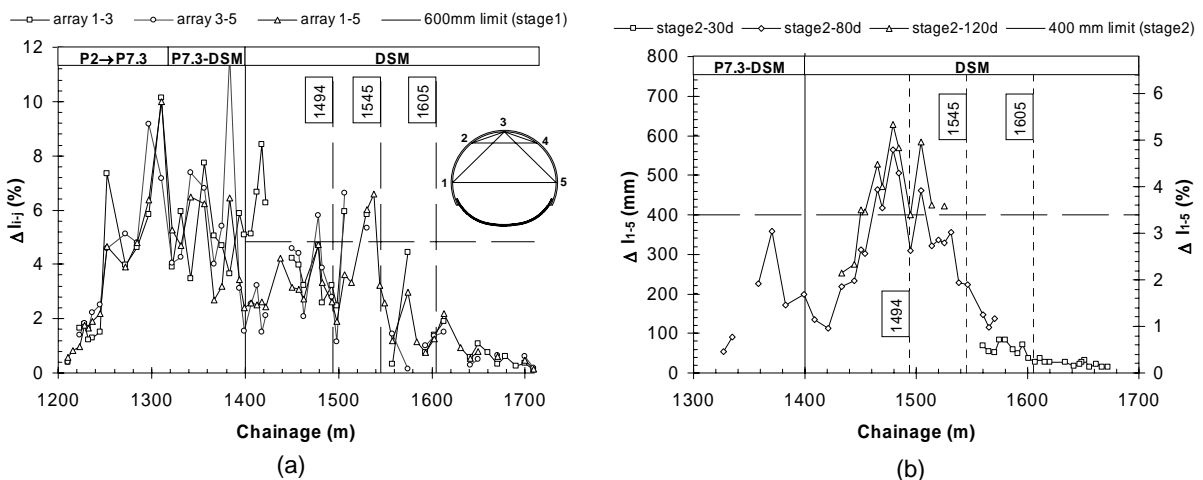 array 1-3 array 3-5 array 1-5 600mm limit (stage1)
P2→P7.3 P7.3-DSM DSM
12
10
8
6
4
2
0
Δ li-j (%)
1494
1545
1605
1
2
3
4
5
1200 1300 1400 1500 1600 1700
Chainage (m)
(a)
stage2-30d stage2-80d stage2-120d 400 mm limit (stage2)
P7.3-DSM DSM
800
700
600
500
400
300
200
100
0
Δ l1-5 (mm)
1494
1545
1605
6
5
4
3
2
1
0
Δ l1-5 (%)
1300 1400 1500 1600 1700
Chainage (m)
(b)